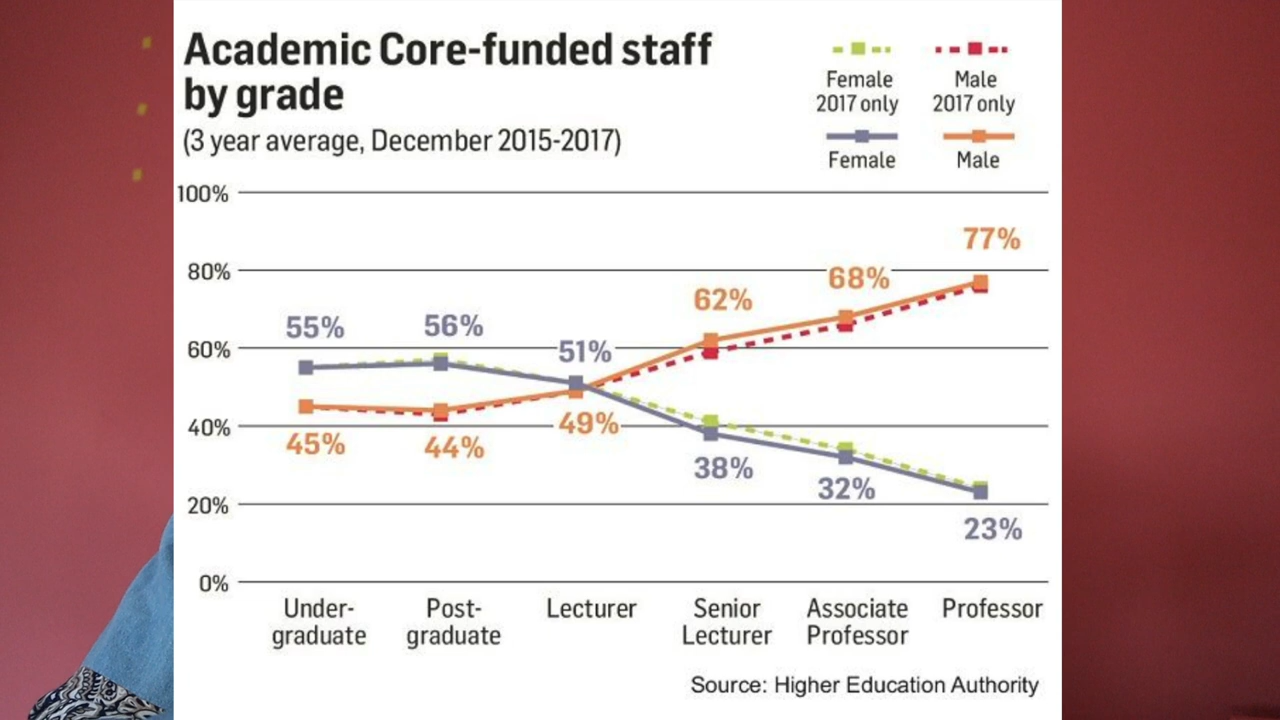 Academic Core-funded staff
by grade
(3 year average, December 2015-2017)
Female
2017 only
Male
2017 only
Female
Male
100%
80%
60%
40%
20%
0%
55%
56%
51%
62%
68%
77%
45%
44%
49%
38%
32%
23%
Under-
graduate
Post-
graduate
Lecturer
Senior
Lecturer
Associate
Professor
Professor
Source: Higher Education Authority